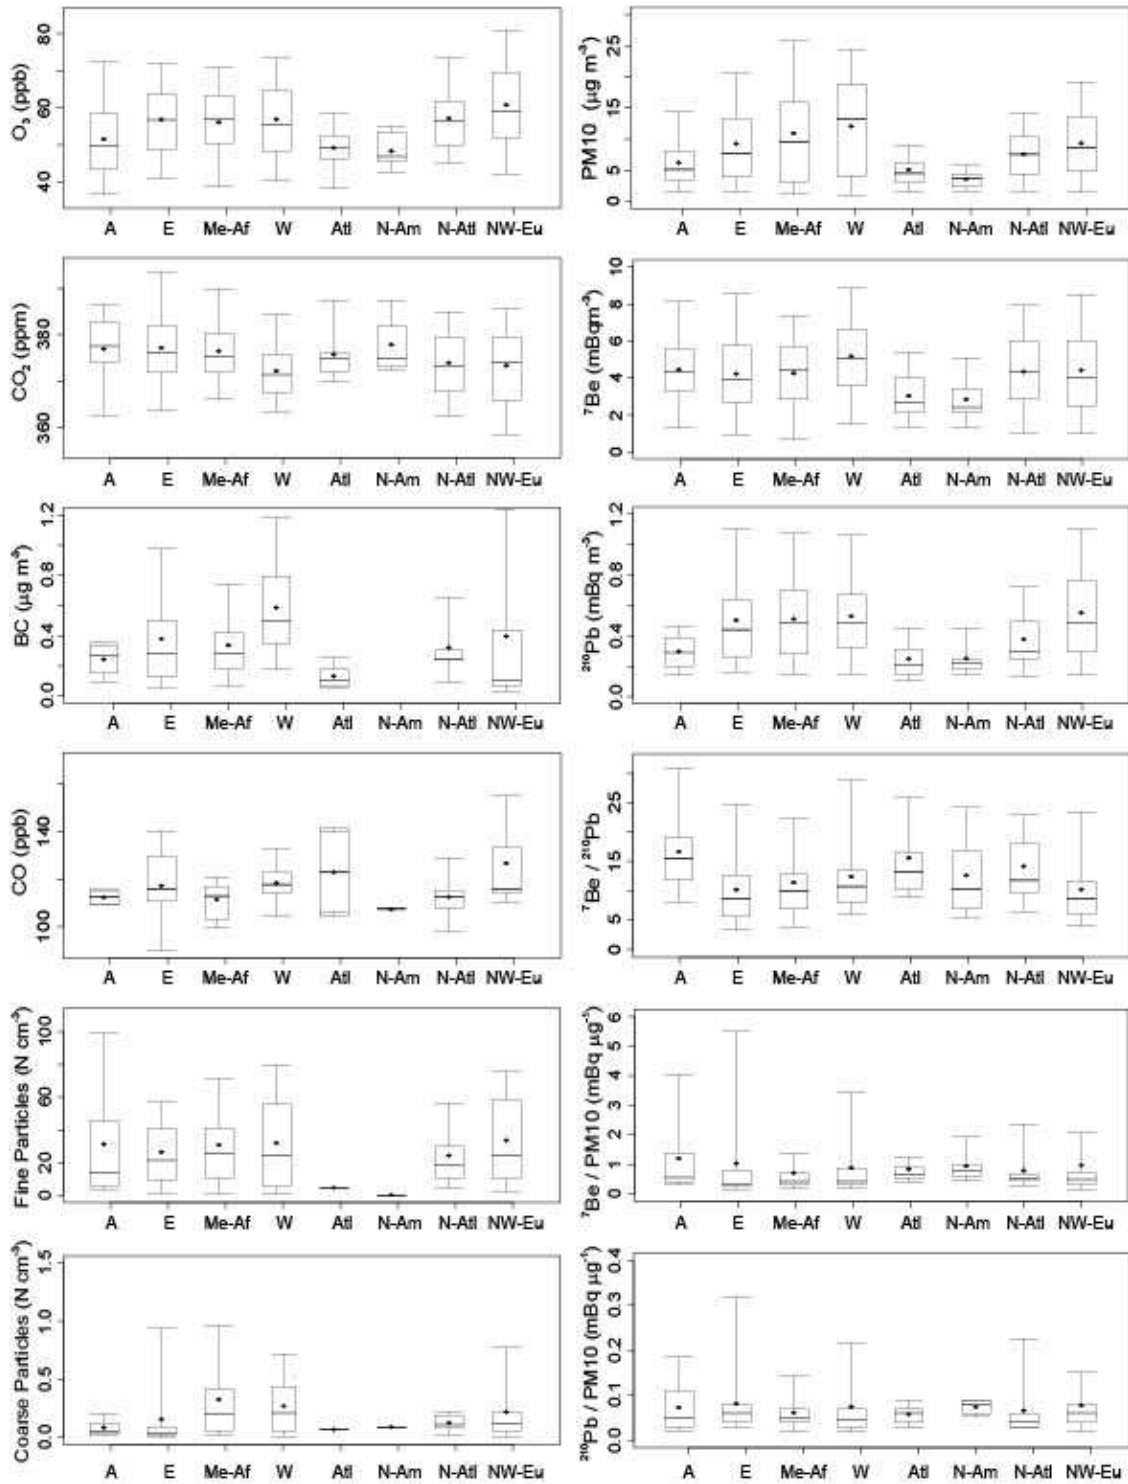 O₃ (ppb)
80
60
40
A E Me-Af W Atl N-Am N-Atl NW-Eu
PM10 (µg m⁻³)
25
15
5
0
A E Me-Af W Atl N-Am N-Atl NW-Eu
CO₂ (ppm)
380
360
A E Me-Af W Atl N-Am N-Atl NW-Eu
⁷Be (mBqm⁻³)
10
8
6
4
2
0
A E Me-Af W Atl N-Am N-Atl NW-Eu
BC (µg m⁻³)
1.2
0.8
0.4
0.0
A E Me-Af W Atl N-Am N-Atl NW-Eu
²¹⁰Pb (mBq m⁻³)
1.2
0.8
0.4
0.0
A E Me-Af W Atl N-Am N-Atl NW-Eu
CO (ppb)
140
100
A E Me-Af W Atl N-Am N-Atl NW-Eu
⁷Be / ²¹⁰Pb
25
15
5
0
A E Me-Af W Atl N-Am N-Atl NW-Eu
Fine Particles (N cm⁻³)
100
60
20
0
A E Me-Af W Atl N-Am N-Atl NW-Eu
⁷Be / PM10 (mBq µg⁻¹)
6
5
4
3
2
1
0
A E Me-Af W Atl N-Am N-Atl NW-Eu
Coarse Particles (N cm⁻³)
1.5
1.0
0.5
0.0
A E Me-Af W Atl N-Am N-Atl NW-Eu
²¹⁰Pb / PM10 (mBq µg⁻¹)
0.4
0.3
0.2
0.1
0.0
A E Me-Af W Atl N-Am N-Atl NW-Eu